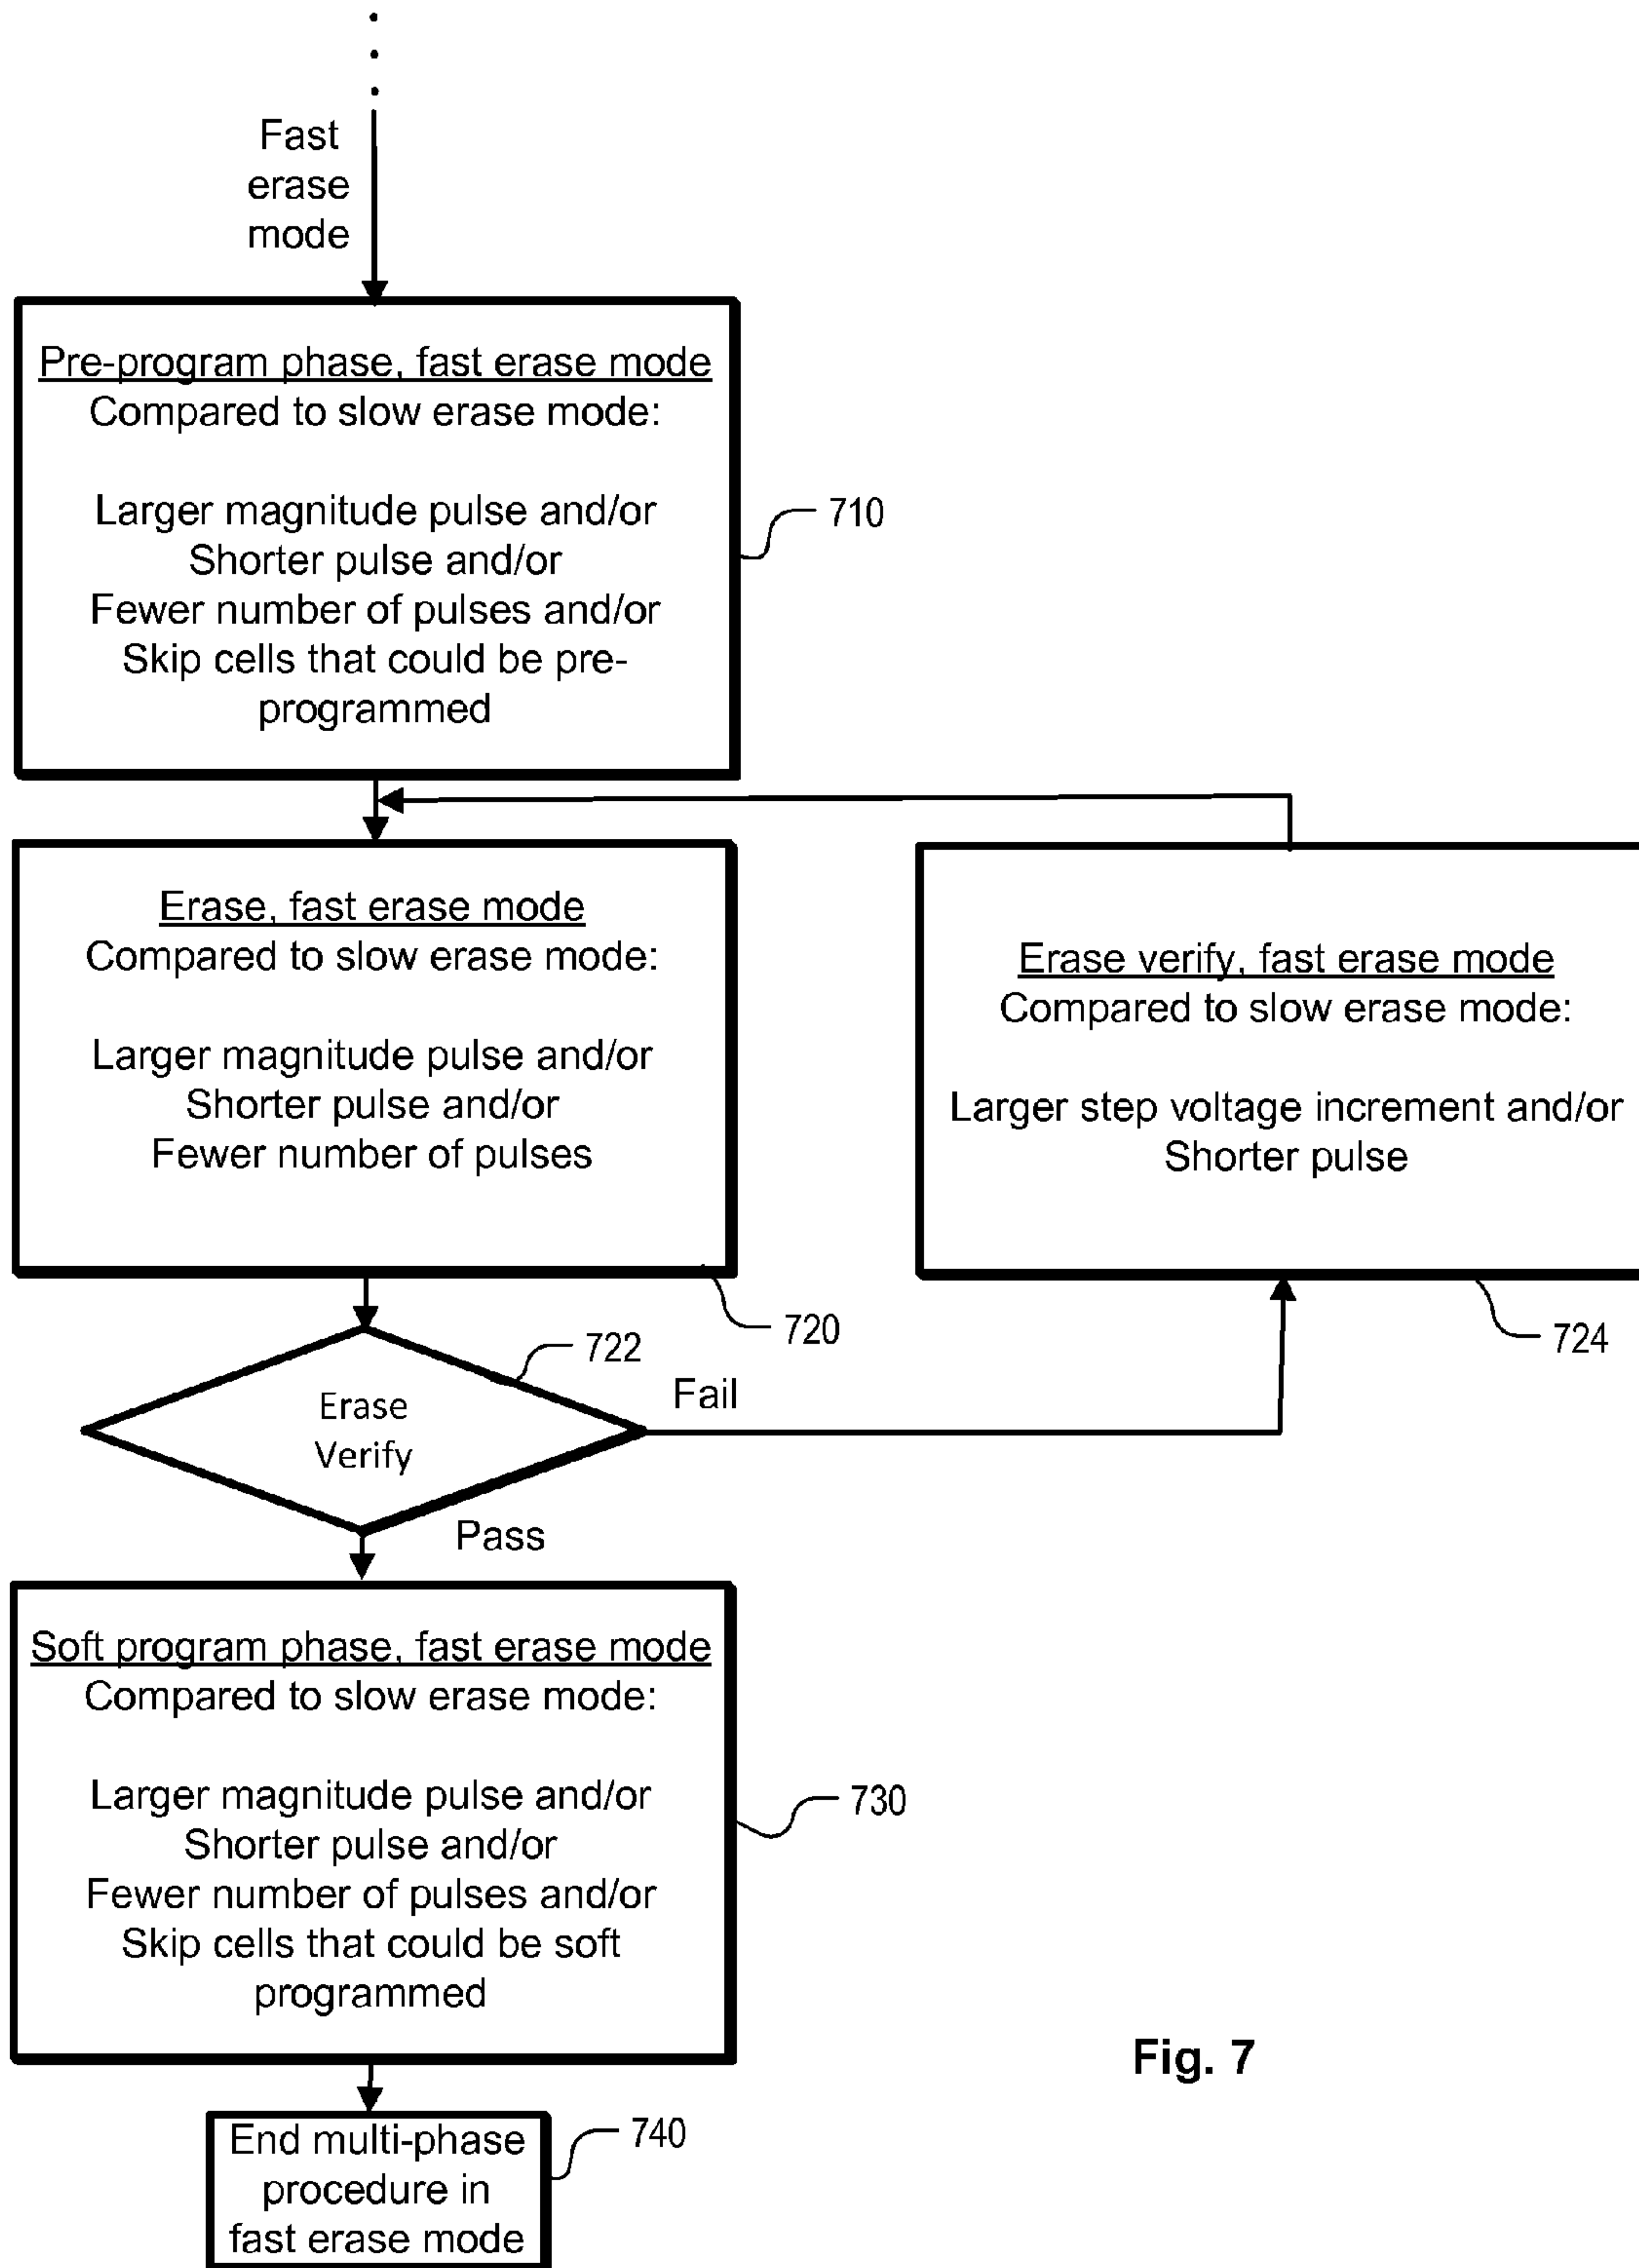 Fast
erase
mode
Pre-program phase, fast erase mode
Compared to slow erase mode:
Larger magnitude pulse and/or
Shorter pulse and/or
Fewer number of pulses and/or
Skip cells that could be pre-
programmed
710
Erase, fast erase mode
Compared to slow erase mode:
Larger magnitude pulse and/or
Shorter pulse and/or
Fewer number of pulses
720
Erase verify, fast erase mode
Compared to slow erase mode:
Larger step voltage increment and/or
Shorter pulse
724
722
Erase
Verify
Fail
Pass
Soft program phase, fast erase mode
Compared to slow erase mode:
Larger magnitude pulse and/or
Shorter pulse and/or
Fewer number of pulses and/or
Skip cells that could be soft
programmed
730
End multi-phase
procedure in
fast erase mode
740
Fig. 7